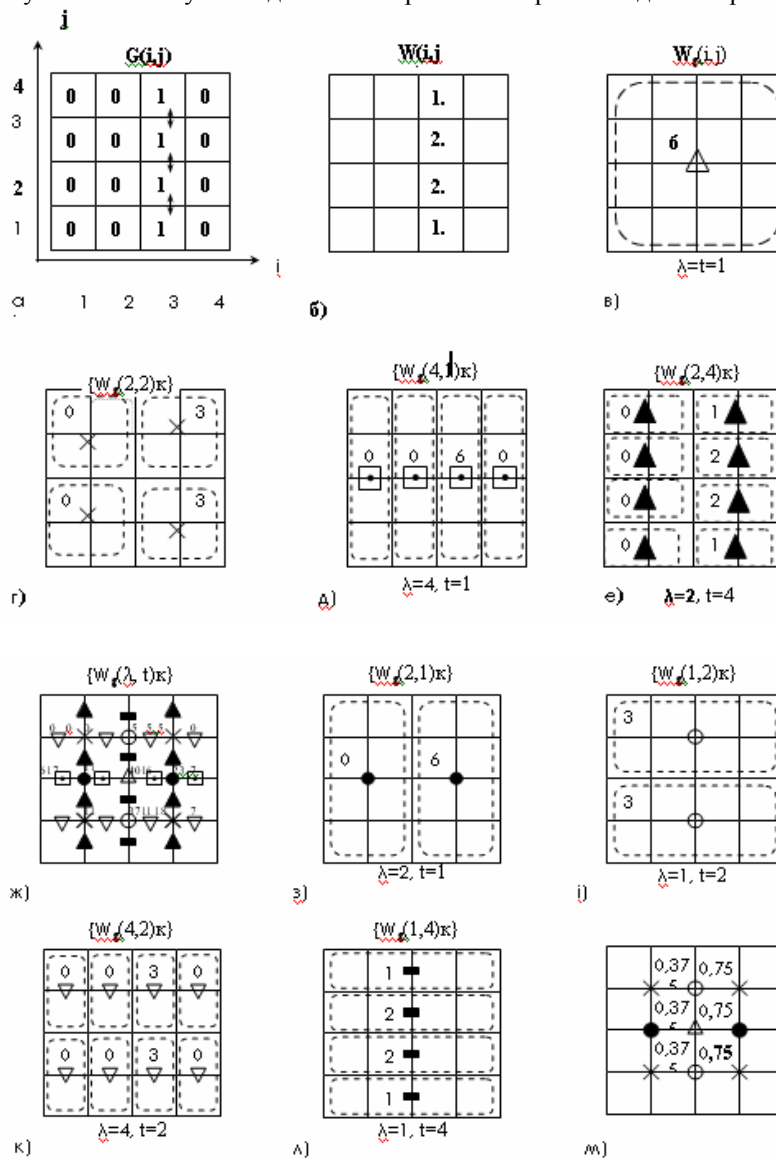 j
G(i,j) W(i,j W g(i,j)
4 0 0 1 0 1.
3 0 0 1 0 2. 6
2 0 0 1 0 2.
1 0 0 1 0 1.
i λ=t=1
а 1 2 3 4 б) в)
{W g(2,2)к} {W g(4,1)к} {W g(2,4)к}
0 3 0 1
0 0 6 0 0 2
0 3 0 2
0 1
г) д) λ=4, t=1 е) λ=2, t=4
{W g(λ, t)к} {W g(2,1)к} {W g(1,2)к}
3
0 6
3
λ=2, t=1 λ=1, t=2
ж) з) і)
{W g(4,2)к} {W g(1,4)к}
0 0 3 0 1 0,37 0,75
2 5
0,37 0,75
0 0 3 0 2 5
0,37 0,75
1 5
λ=4, t=2 λ=1, t=4
к) л) м)